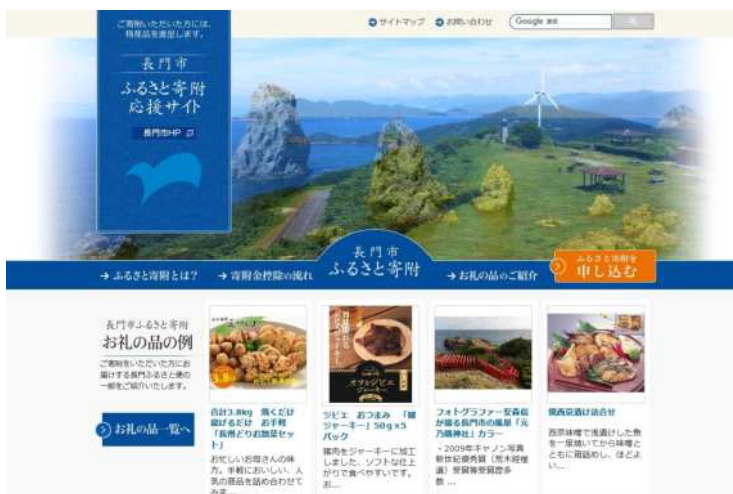 ご寄附いただいた方には、
特産品を進呈します。
長門市
ふるさと寄附
応援サイト
長門市HP
サイトマップ
お問い合わせ
Google
長門市
ふるさと寄附
ふるさと寄附とは?
寄附金控除の流れ
お礼の品のご紹介
ふるさと寄附を
申し込む
長門市ふるさと寄附
お礼の品の例
ご寄附をいただいた方にお
届けする長門ふるさと便の
一部をご紹介いたします。
お礼の品一覧へ
合計3.8kg 焼くだけ
揚げるだけ お手軽
「長州どりお惣菜セッ
ト」
お忙しいお母さんの味
方。手軽においしい、人
気の商品を詰め合わせて
みま...
ジビエ おつまみ 「猪
ジャーキー」50g×5
パック
猪肉をジャーキーに加工
しました。ソフトな仕上
がりで食べやすいです。
お...
フォトグラファー安森信
が撮る長門市の風景「元
乃隅神社」カラー
・2009年キヤノン写真
新世紀優秀賞(荒木経惟
選)受賞等受賞歴多
数 ...
焼西京漬け詰合せ
西京味噌で浅漬けした魚
を一度焼いてから味噌と
ともに箱詰めし、ほどよ
い...